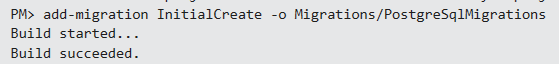 PM> add-migration InitialCreate -o Migrations/PostgreSqlMigrations
Build started...
Build succeeded.